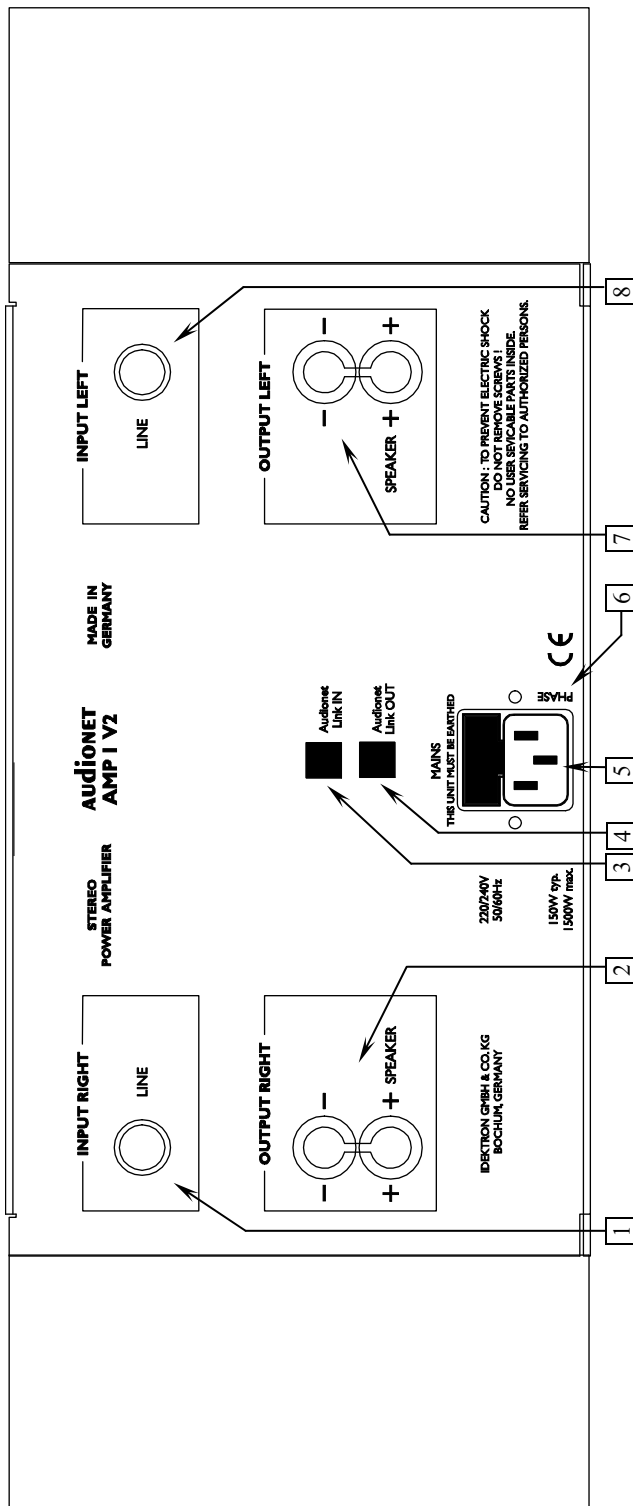 INPUT RIGHT
LINE
STEREO
POWER AMPLIFIER
AUdIONET
AMP I V2
MADE IN
GERMANY
INPUT LEFT
LINE
OUTPUT RIGHT
– –
+ + SPEAKER
Audionet
Link IN
Audionet
Link OUT
OUTPUT LEFT
– –
SPEAKER + +
IDEKTRON GMBH & CO.KG
BOCHUM, GERMANY
220/240V
50/60Hz
150W typ.
1500W max.
MAINS
THIS UNIT MUST BE EARTHED
PHASE
CE
CAUTION : TO PREVENT ELECTRIC SHOCK
DO NOT REMOVE SCREWS !
NO USER SEVICABLE PARTS INSIDE.
REFER SERVICING TO AUTHORIZED PERSONS.
1 2 3 4 5 6 7 8